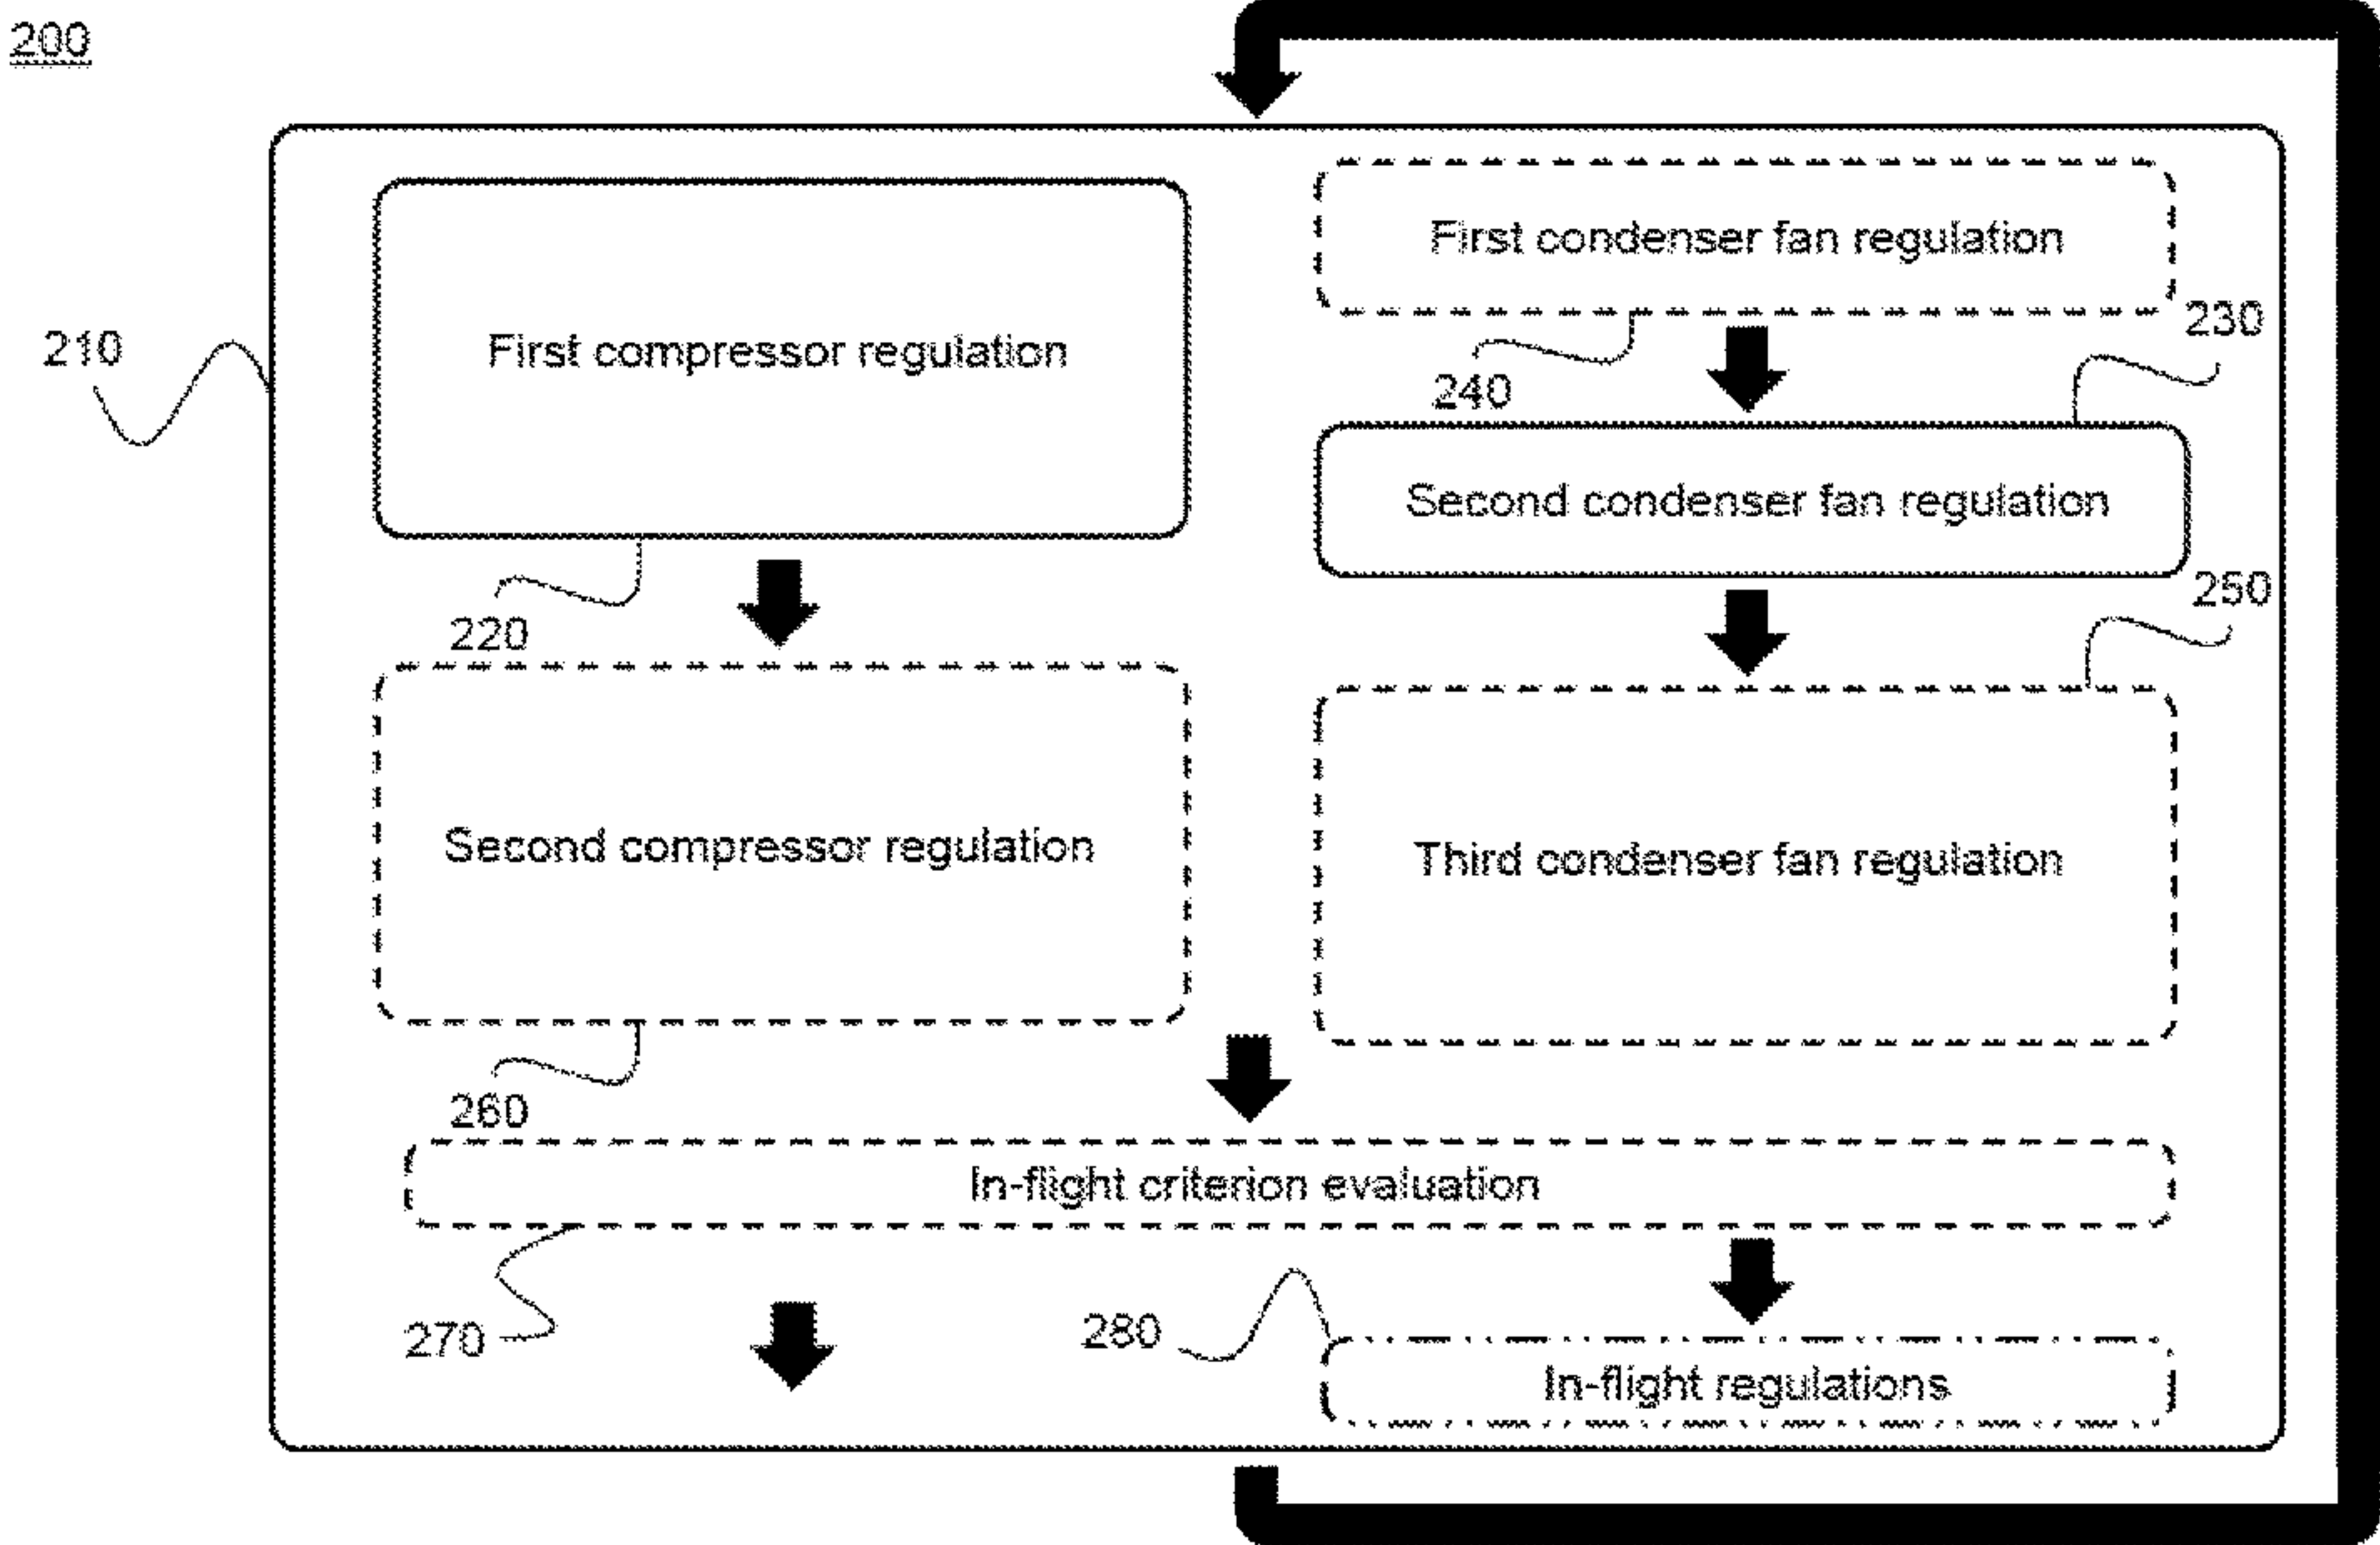 200
First condenser fan regulation
210
First compressor regulation
230
240
Second condenser fan regulation
250
220
Second compressor regulation
Third condenser fan regulation
260
In-flight criterion evaluation
270
280
In-flight regulations